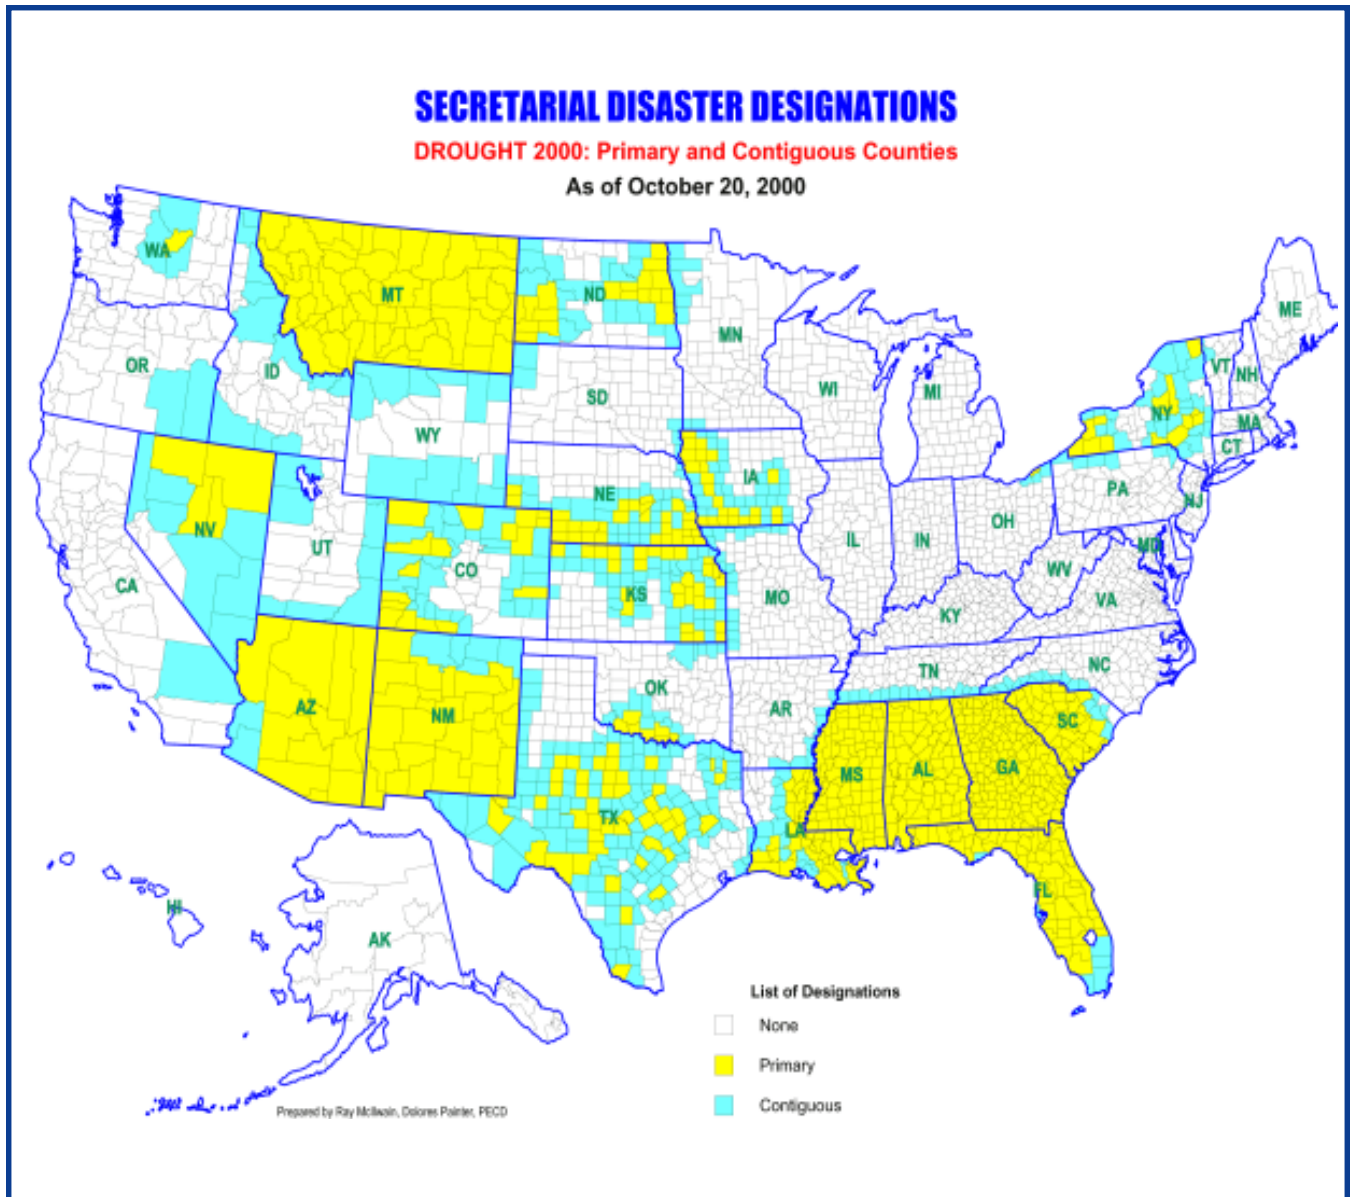 SECRETARIAL DISASTER DESIGNATIONS
DROUGHT 2000: Primary and Contiguous Counties
As of October 20, 2000
WA
MT
ND
MN
ME
OR
ID
SD
WI
MI
VT
NH
WY
NY
MA
CT
NE
IA
PA
NJ
NV
UT
CO
IL
IN
OH
MD
CA
KS
MO
WV
VA
KY
AZ
NM
OK
AR
TN
NC
SC
TX
LA
MS
AL
GA
FL
HI
AK
List of Designations
None
Primary
Contiguous
Prepared by Ray McIlwain, Dolores Painter, PECD